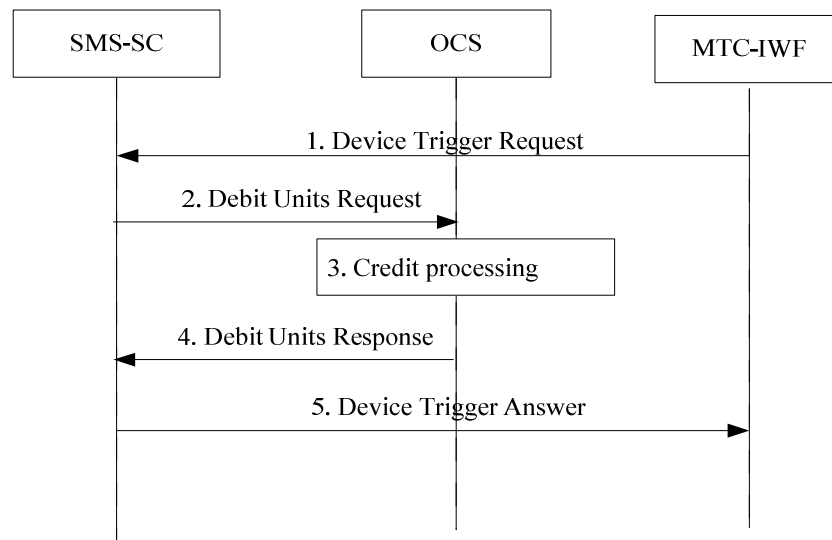 SMS-SC
OCS
MTC-IWF
1. Device Trigger Request
2. Debit Units Request
3. Credit processing
4. Debit Units Response
5. Device Trigger Answer